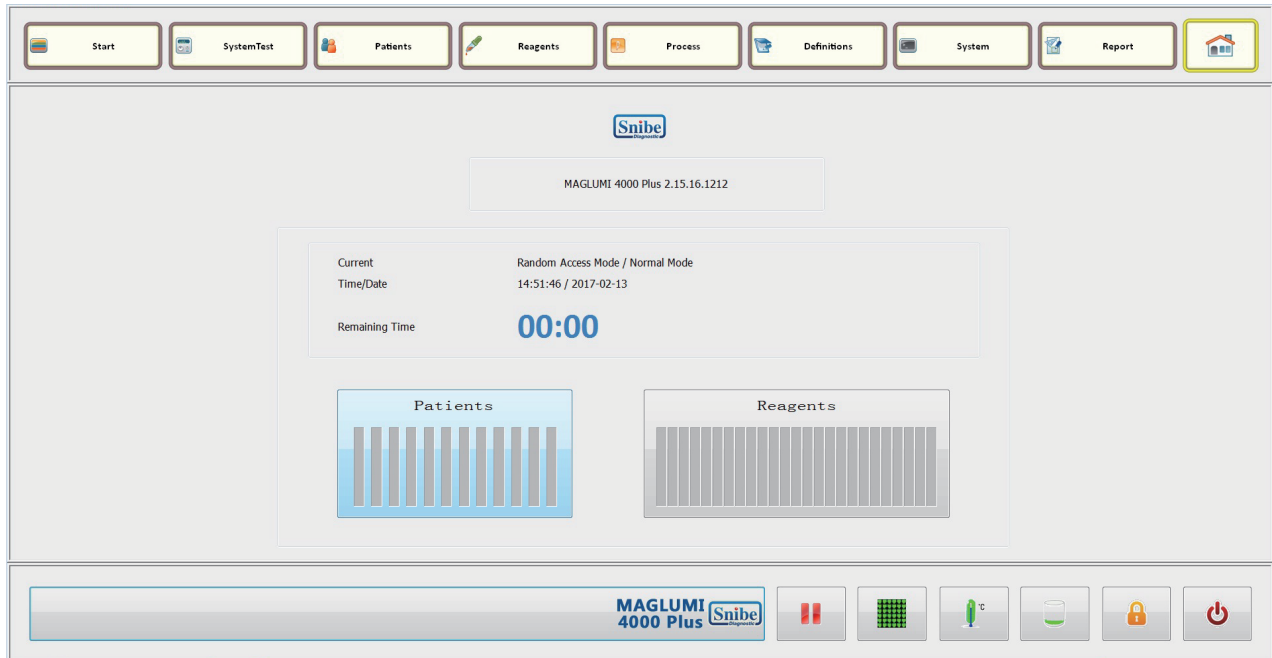 Start SystemTest Patients Reagents Process Definitions System Report
Snibe
Diagnostic
MAGLUMI 4000 Plus 2.15.16.1212
Current Random Access Mode / Normal Mode
Time/Date 14:51:46 / 2017-02-13
Remaining Time 00:00
Patients Reagents
MAGLUMI
4000 Plus Snibe
Diagnostic
°C